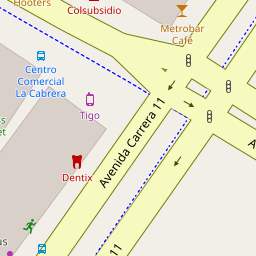 Hooters
Colsubsidio
Metrobar
Café
Centro
Comercial
La Cabrera
Tigo
Avenida Carrera 11
Dentix
11